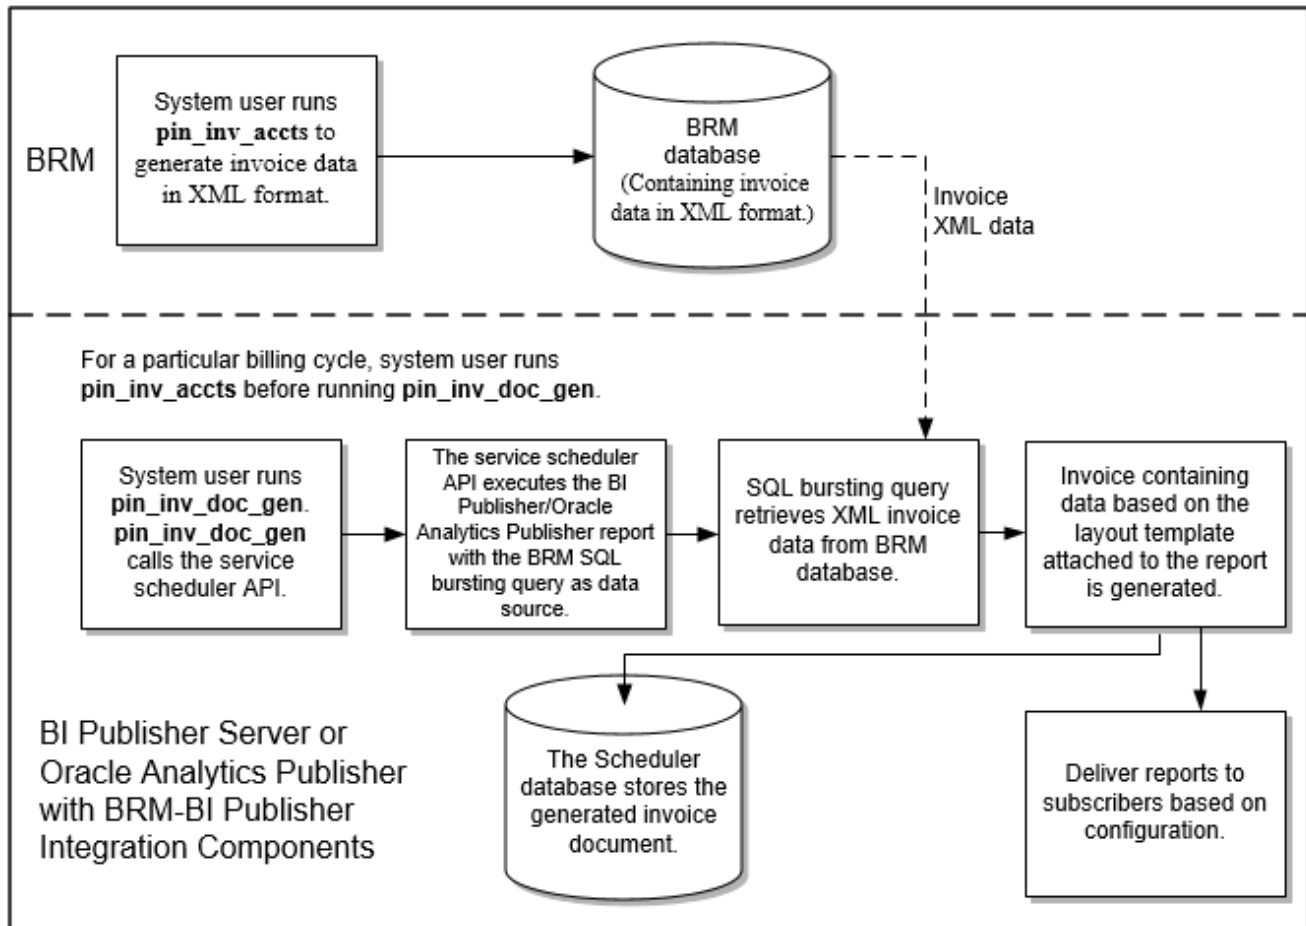 System user runs
pin_inv_accts to
generate invoice data
in XML format.
BRM
BRM
database
(Containing invoice
data in XML format.)
Invoice
XML data
For a particular billing cycle, system user runs
pin_inv_accts before running pin_inv_doc_gen.
System user runs
pin_inv_doc_gen.
pin_inv_doc_gen
calls the service
scheduler API.
The service scheduler
API executes the BI
Publisher/Oracle
Analytics Publisher report
with the BRM SQL
bursting query as data
source.
SQL bursting query
retrieves XML invoice
data from BRM
database.
Invoice containing
data based on the
layout template
attached to the report
is generated.
BI Publisher Server or
Oracle Analytics Publisher
with BRM-BI Publisher
Integration Components
The Scheduler
database stores the
generated invoice
document.
Deliver reports to
subscribers based on
configuration.